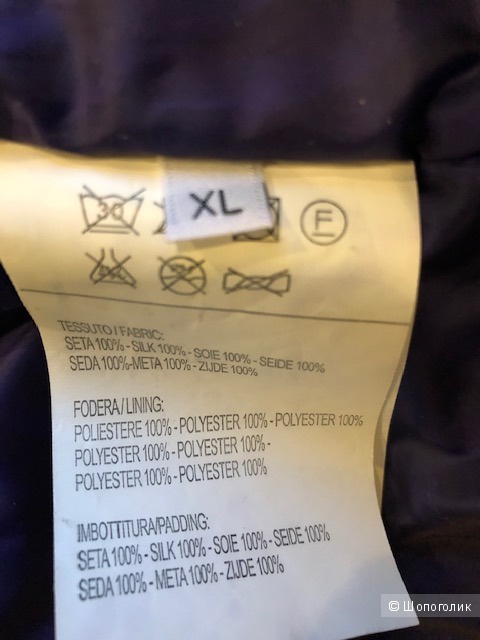 30
XL
F
TESSUTO/FABRIC:
SETA 100% - SILK 100% - SOIE 100% - SEIDE 100%
SEDA 100%-META 100% - ZIJDE 100%
FODERA/LINING:
POLIESTERE 100% - POLYESTER 100% - POLYESTER 100%
POLYESTER 100% - POLYESTER 100% -
POLYESTER 100% - POLYESTER 100%
IMBOTTITURA/PADDING:
SETA 100% - SILK 100% - SOIE 100% - SEIDE 100%
SEDA 100% - META 100% - ZIJDE 100%
© Шопоголик